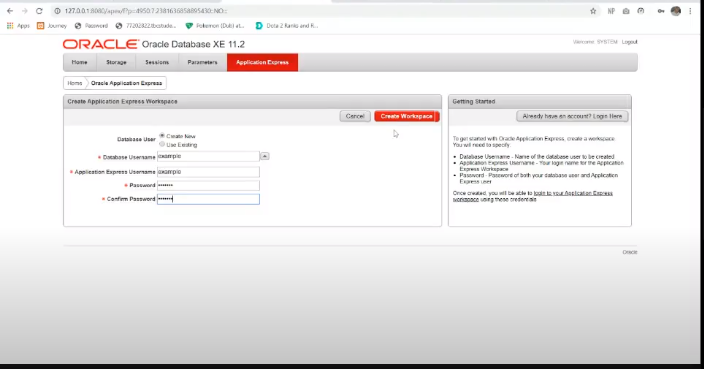 127.0.0.1:8080/apex/f?p=4950:7:2381636858895430::NO::
Apps
Journey
Password
Pokemon (Dub) at...
Dota 2 Ranks and R...
ORACLE Oracle Database XE 11.2
Welcome: SYSTEM Logout
Home Storage Sessions Parameters Application Express
Home Oracle Application Express
Create Application Express Workspace
Cancel Create Workspace
Database User Create New
Use Existing
* Database Username example
* Application Express Username example
* Password •••••••
* Confirm Password •••••••
Getting Started
Already have an account? Login Here
To get started with Oracle Application Express, create a workspace.
You will need to specify:
• Database Username - Name of the database user to be created
• Application Express Username - Your login name for the Application
Express Workspace
• Password - Password of both your database user and Application
Express user
Once created, you will be able to login to your Application Express
workspace using these credentials
Oracle